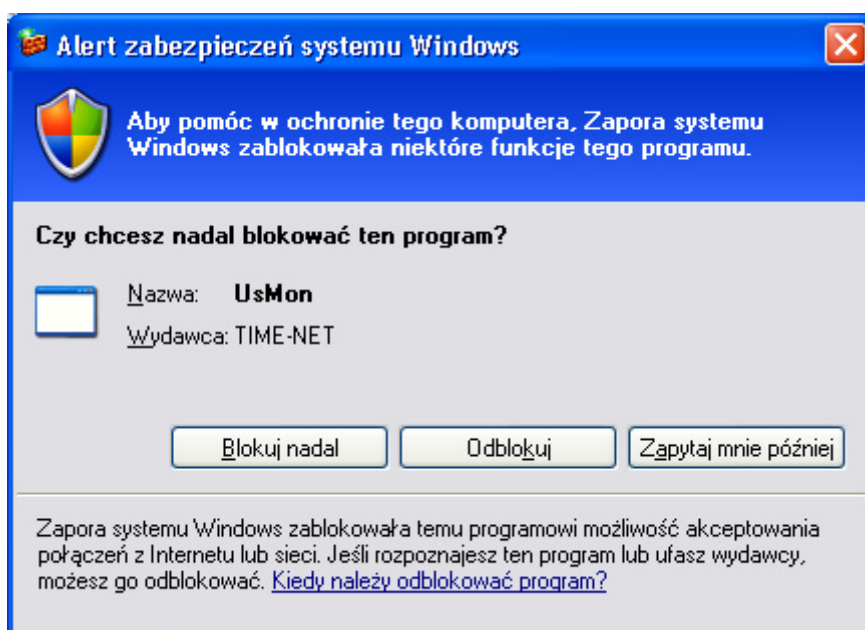 Alert zabezpieczeń systemu Windows
Aby pomóc w ochronie tego komputera, Zapora systemu
Windows zablokowała niektóre funkcje tego programu.
Czy chcesz nadal blokować ten program?
Nazwa: UsMon
Wydawca: TIME-NET
Blokuj nadal Odblokuj Zapytaj mnie później
Zapora systemu Windows zablokowała temu programowi możliwość akceptowania
połączeń z Internetu lub sieci. Jeśli rozpoznajesz ten program lub ufasz wydawcy,
możesz go odblokować. Kiedy należy odblokować program?